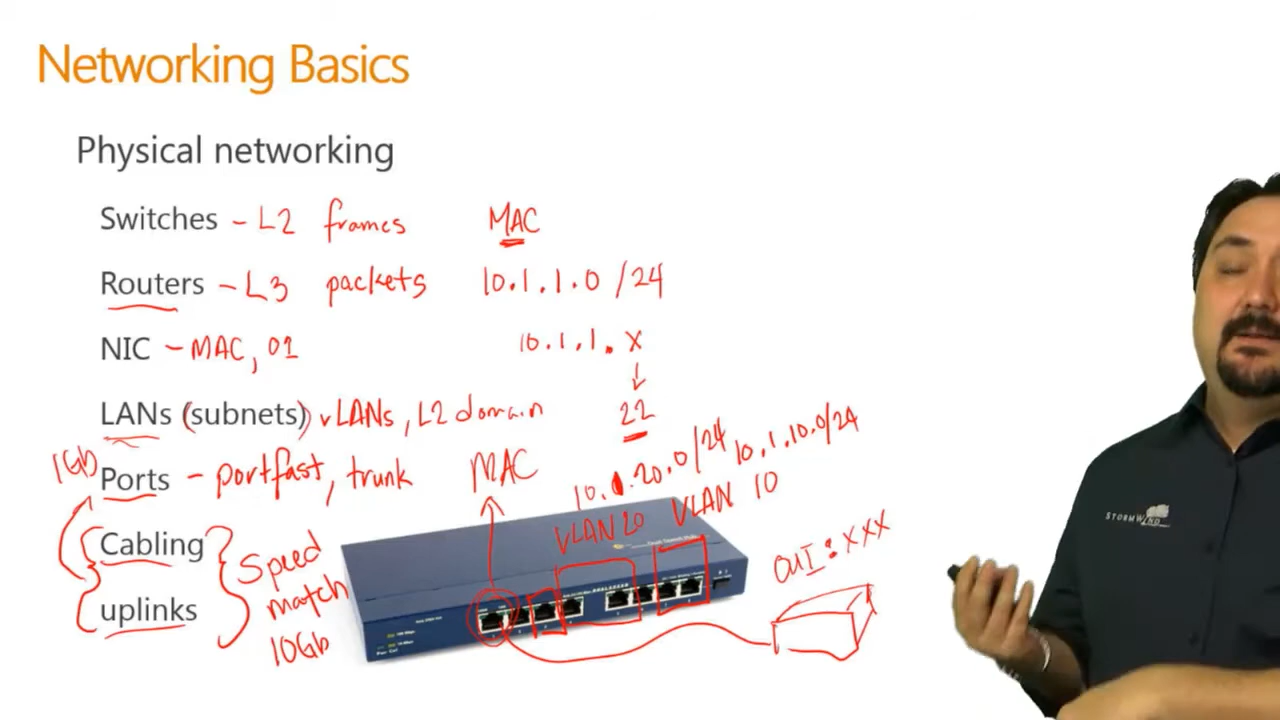 Networking Basics
Physical networking
Switches - L2 frames MAC
Routers - L3 packets 10.1.1.0 /24
NIC - MAC, 01
10.1.1.x
LANs (subnets) vLANs, L2 domain
22
1Gb
Ports - portfast, trunk
MAC
10.1.20.0/24
10.1.10.0/24
VLAN 20
VLAN 10
Cabling
uplinks
Speed
match
10Gb
OUI:xxx
STORMWIND